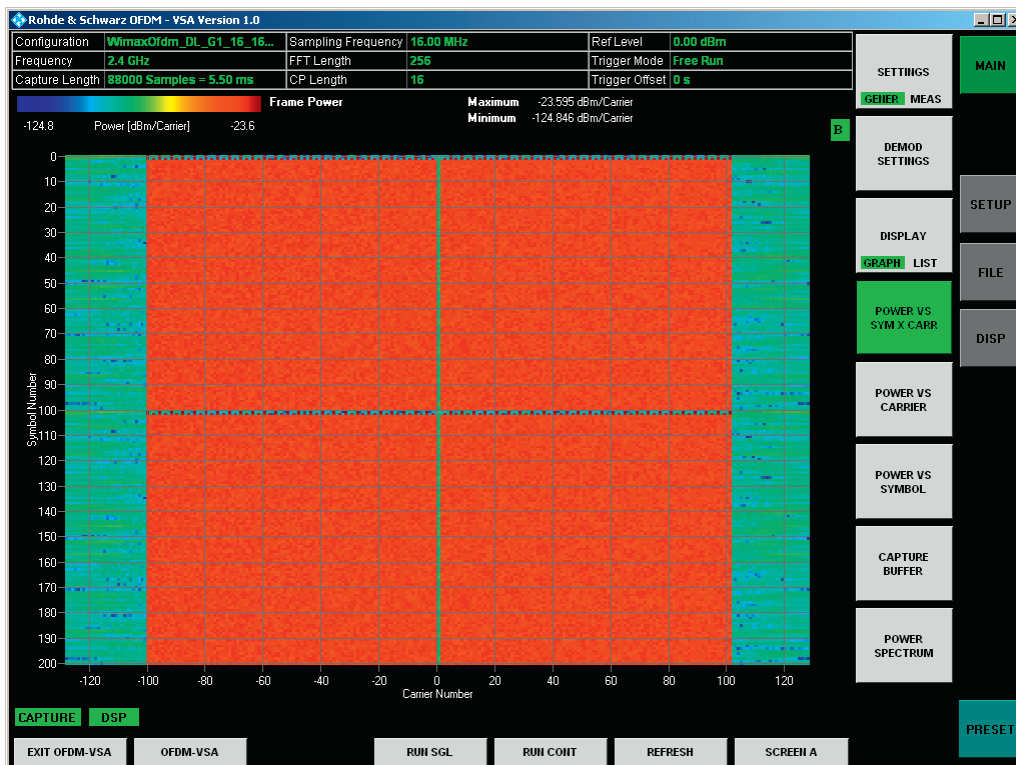 Rohde & Schwarz OFDM - VSA Version 1.0
Configuration WimaxOfdm_DL_G1_16_16... Sampling Frequency 16.00 MHz Ref Level 0.00 dBm
Frequency 2.4 GHz FFT Length 256 Trigger Mode Free Run
Capture Length 88000 Samples = 5.50 ms CP Length 16 Trigger Offset 0 s
Frame Power Maximum -23.595 dBm/Carrier
Minimum -124.846 dBm/Carrier
-124.8 Power [dBm/Carrier] -23.6
B
Symbol Number
0
10
20
30
40
50
60
70
80
90
100
110
120
130
140
150
160
170
180
190
200
-120 -100 -80 -60 -40 -20 0 20 40 60 80 100 120
Carrier Number
SETTINGS
GENER MEAS
DEMOD
SETTINGS
DISPLAY
GRAPH LIST
POWER VS
SYM X CARR
POWER VS
CARRIER
POWER VS
SYMBOL
CAPTURE
BUFFER
POWER
SPECTRUM
MAIN
SETUP
FILE
DISP
PRESET
CAPTURE DSP
EXIT OFDM-VSA OFDM-VSA RUN SGL RUN CONT REFRESH SCREEN A